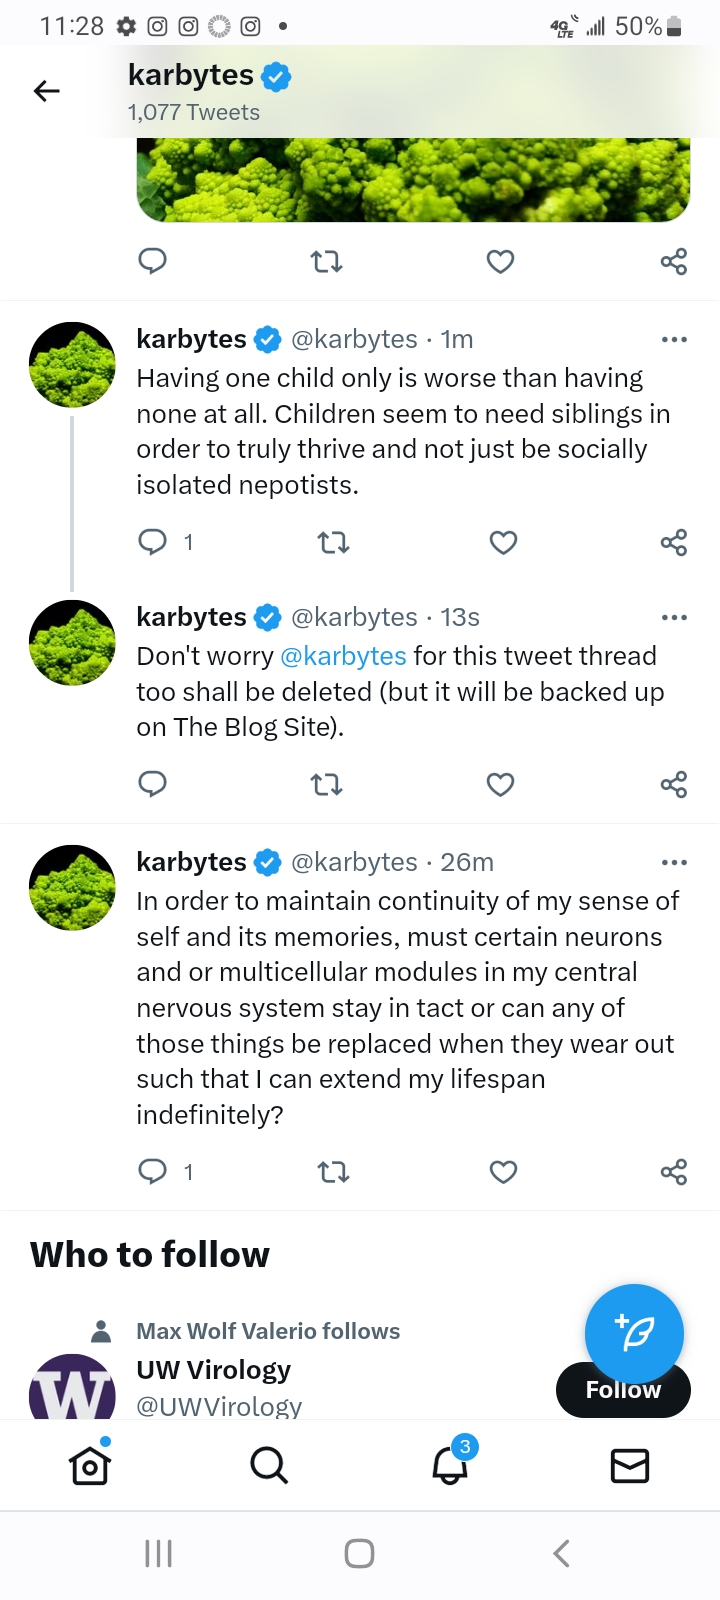 11:28
4G LTE 50%
karbytes
1,077 Tweets
karbytes @karbytes · 1m
Having one child only is worse than having
none at all. Children seem to need siblings in
order to truly thrive and not just be socially
isolated nepotists.
1
karbytes @karbytes · 13s
Don't worry @karbytes for this tweet thread
too shall be deleted (but it will be backed up
on The Blog Site).
karbytes @karbytes · 26m
In order to maintain continuity of my sense of
self and its memories, must certain neurons
and or multicellular modules in my central
nervous system stay in tact or can any of
those things be replaced when they wear out
such that I can extend my lifespan
indefinitely?
1
Who to follow
Max Wolf Valerio follows
UW Virology
W
@UWVirology
Follow
3